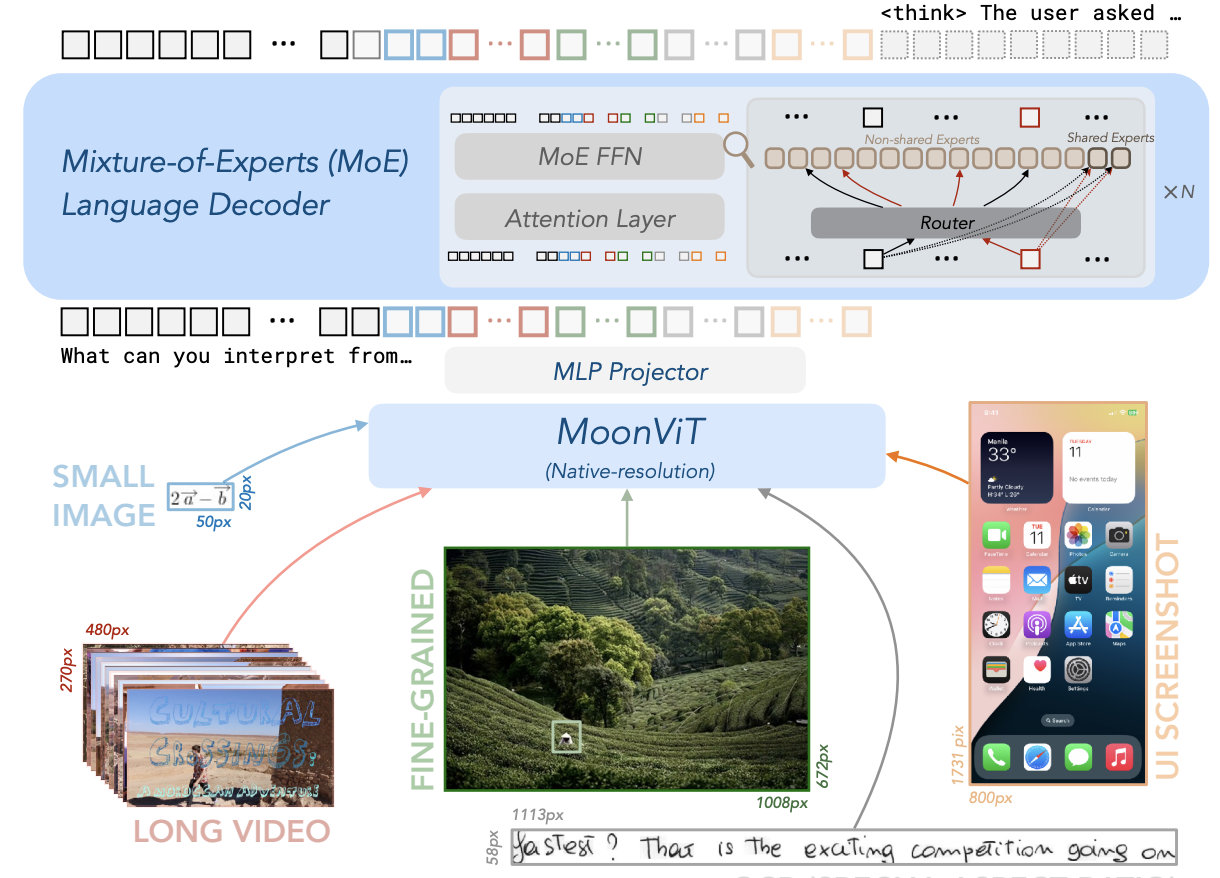 <think> The user asked …
Mixture-of-Experts (MoE)
Language Decoder
MoE FFN
Attention Layer
Non-shared Experts
Shared Experts
Router
×N
What can you interpret from…
MLP Projector
MoonViT
(Native-resolution)
SMALL
IMAGE
2a⃗ − b⃗
20px
50px
480px
270px
CULTURAL
CROSSINGS:
A MOROCCAN ADVENTURE
LONG VIDEO
FINE-GRAINED
672px
1008px
9:41
Manila
33°
Partly Cloudy
H:34° L:26°
Weather
TUESDAY
11
No events today
Calendar
FaceTime
TUE
11
Calendar
Photos
Camera
Notes
Mail
tv
TV
Reminders
Clock
Podcasts
App Store
Maps
Wallet
Health
Settings
Search
1731 pix
800px
UI SCREENSHOT
1113px
58px
fastest? That is the exciting competition going on